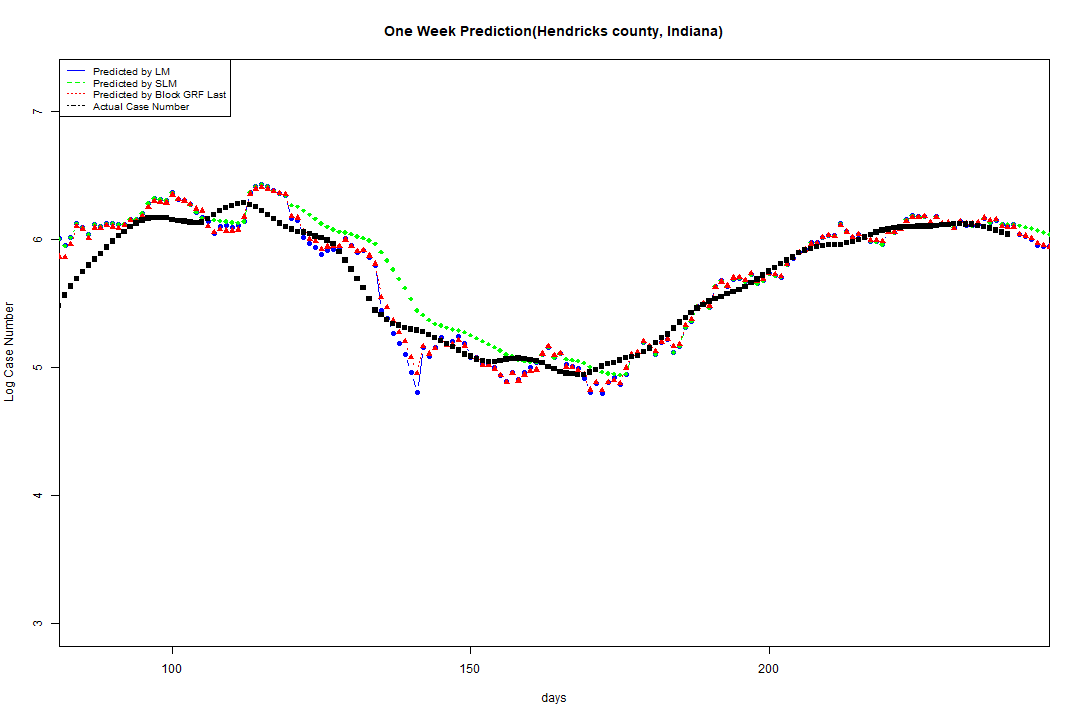 One Week Prediction(Hendricks county, Indiana)
Predicted by LM
Predicted by SLM
Predicted by Block GRF Last
Actual Case Number
7
6
5
4
3
Log Case Number
100 150 200
days